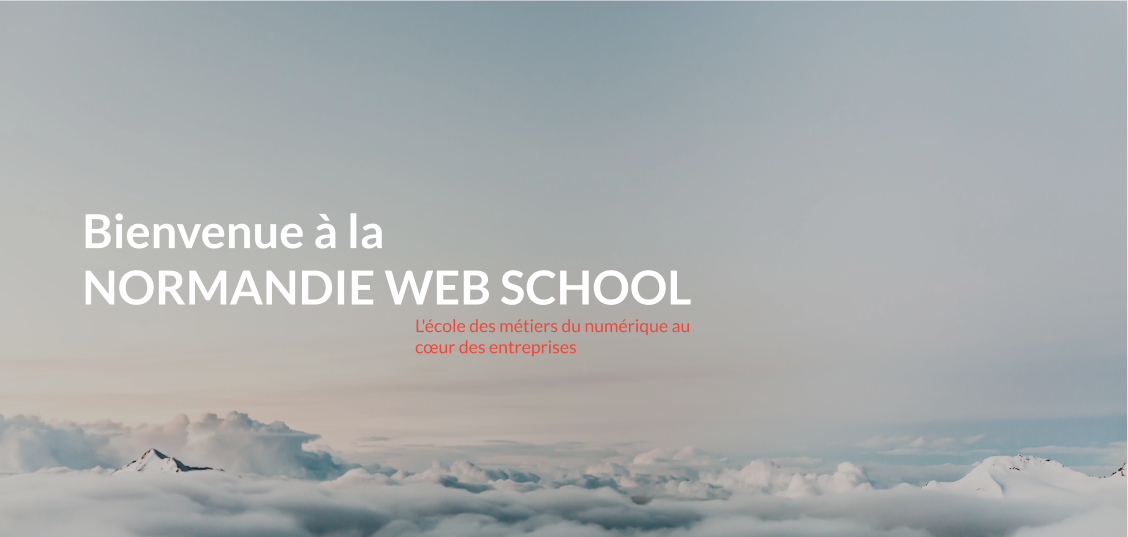 Bienvenue à la
NORMANDIE WEB SCHOOL
L'école des métiers du numérique au
cœur des entreprises